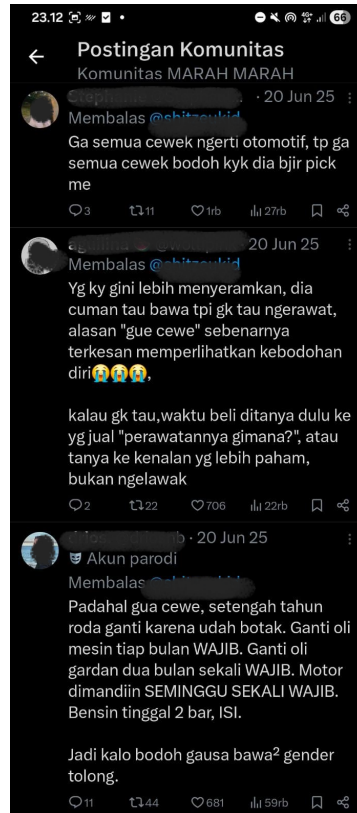 23.12
66
Postingan Komunitas
Komunitas MARAH MARAH
· 20 Jun 25
Membalas
Ga semua cewek ngerti otomotif, tp ga
semua cewek bodoh kyk dia bjir pick
me
3 11 1rb 27rb
20 Jun 25
Membalas
Yg ky gini lebih menyeramkan, dia
cuman tau bawa tpi gk tau ngerawat,
alasan "gue cewe" sebenarnya
terkesan memperlihatkan kebodohan
diri😭😭😭,
kalau gk tau,waktu beli ditanya dulu ke
yg jual "perawatannya gimana?", atau
tanya ke kenalan yg lebih paham,
bukan ngelawak
2 22 706 22rb
· 20 Jun 25
Akun parodi
Membalas
Padahal gua cewe, setengah tahun
roda ganti karena udah botak. Ganti oli
mesin tiap bulan WAJIB. Ganti oli
gardan dua bulan sekali WAJIB. Motor
dimandiin SEMINGGU SEKALI WAJIB.
Bensin tinggal 2 bar, ISI.
Jadi kalo bodoh gausa bawa² gender
tolong.
11 44 681 59rb